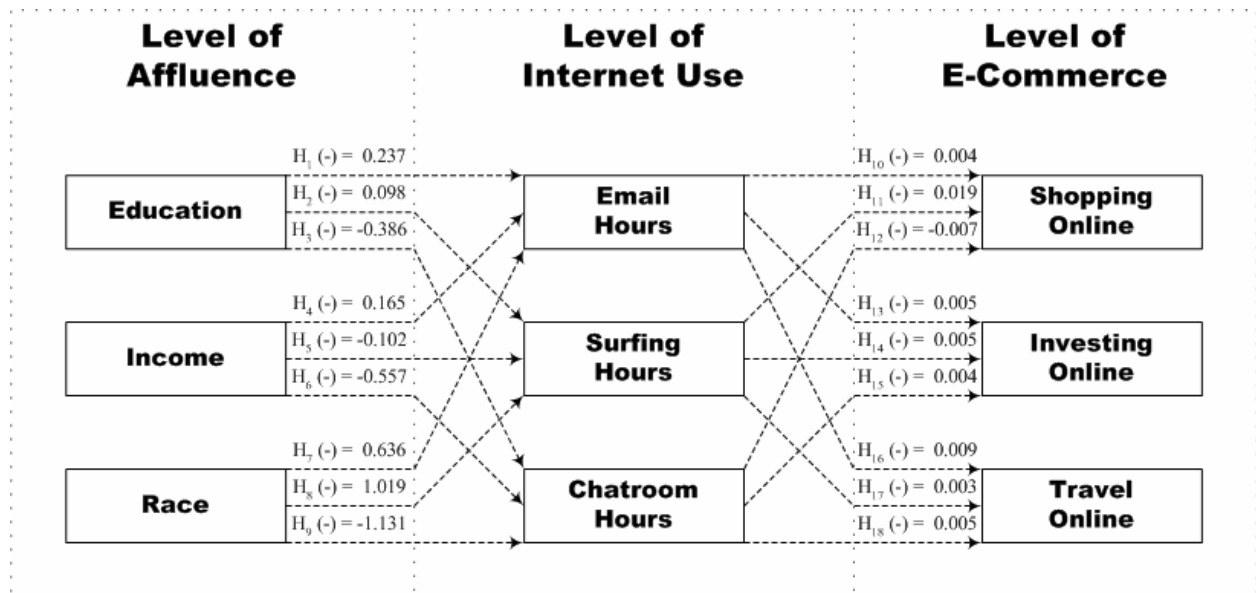 Level of
Affluence
Level of
Internet Use
Level of
E-Commerce
H₁ (-) = 0.237
H₂ (-) = 0.098
H₃ (-) = -0.386
Education
H₄ (-) = 0.165
H₅ (-) = -0.102
H₆ (-) = -0.557
Income
H₇ (-) = 0.636
H₈ (-) = 1.019
H₉ (-) = -1.131
Race
Email
Hours
Surfing
Hours
Chatroom
Hours
H₁₀ (-) = 0.004
H₁₁ (-) = 0.019
H₁₂ (-) = -0.007
Shopping
Online
H₁₃ (-) = 0.005
H₁₄ (-) = 0.005
H₁₅ (-) = 0.004
Investing
Online
H₁₆ (-) = 0.009
H₁₇ (-) = 0.003
H₁₈ (-) = 0.005
Travel
Online